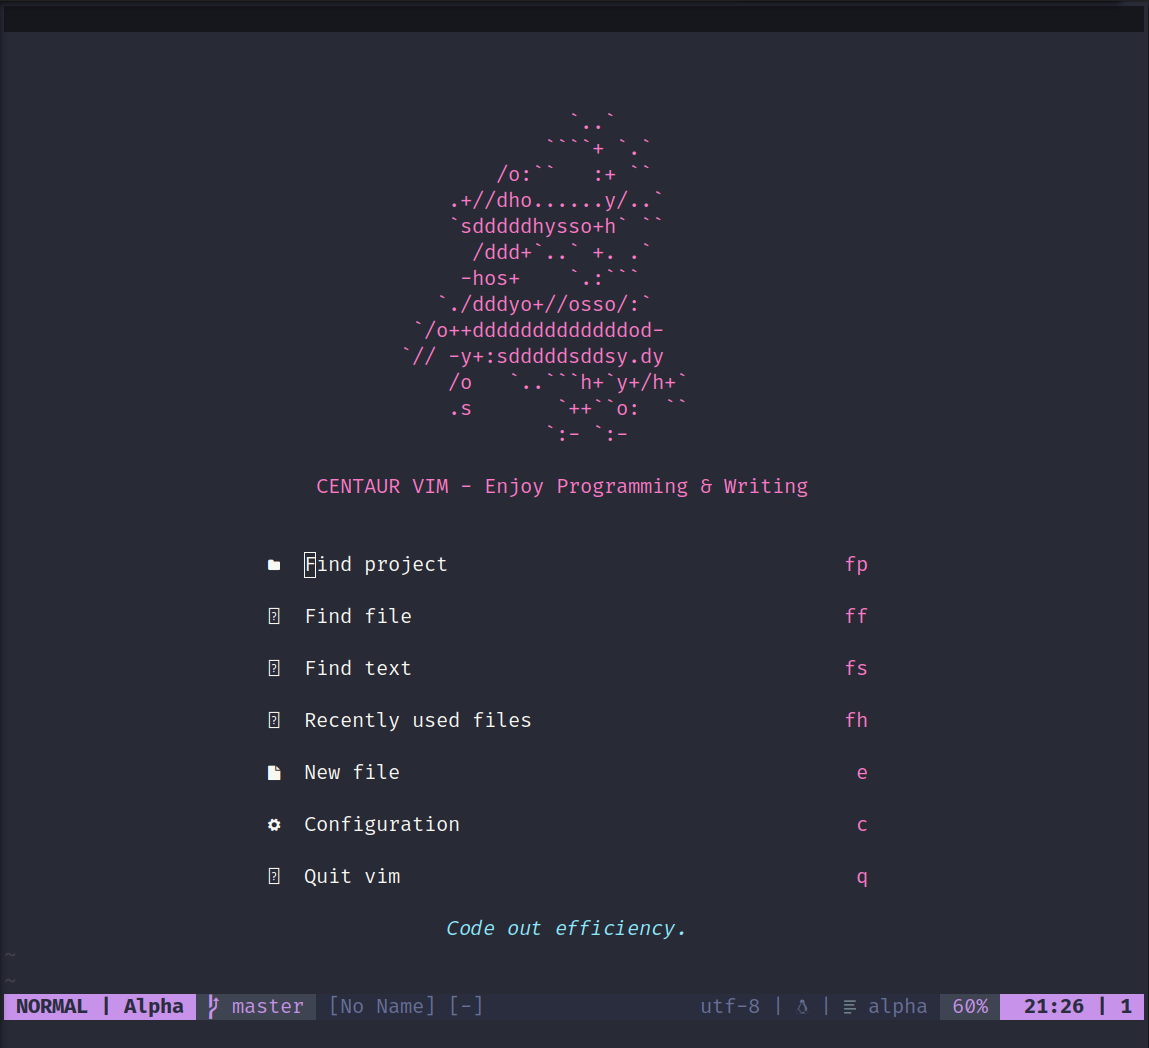 `..`
                       ````+ `.`
                   /o:``   :+ ``
               .+//dho......y/..`
               `sdddddhysso+h` ``
                 /ddd+`..` +. .`
                -hos+    `.:```
              `./dddyo+//osso/:`
            `/o++dddddddddddddod-
           `// -y+:sdddddsddsy.dy
               /o   `..```h+`y+/h+`
               .s       `++``o:  ``
                       `:- `:-
CENTAUR VIM - Enjoy Programming & Writing
Find project fp
Find file ff
Find text fs
Recently used files fh
New file e
Configuration c
Quit vim q
Code out efficiency.
~
~
NORMAL | Alpha master [No Name] [-] utf-8 | | alpha 60% 21:26 | 1